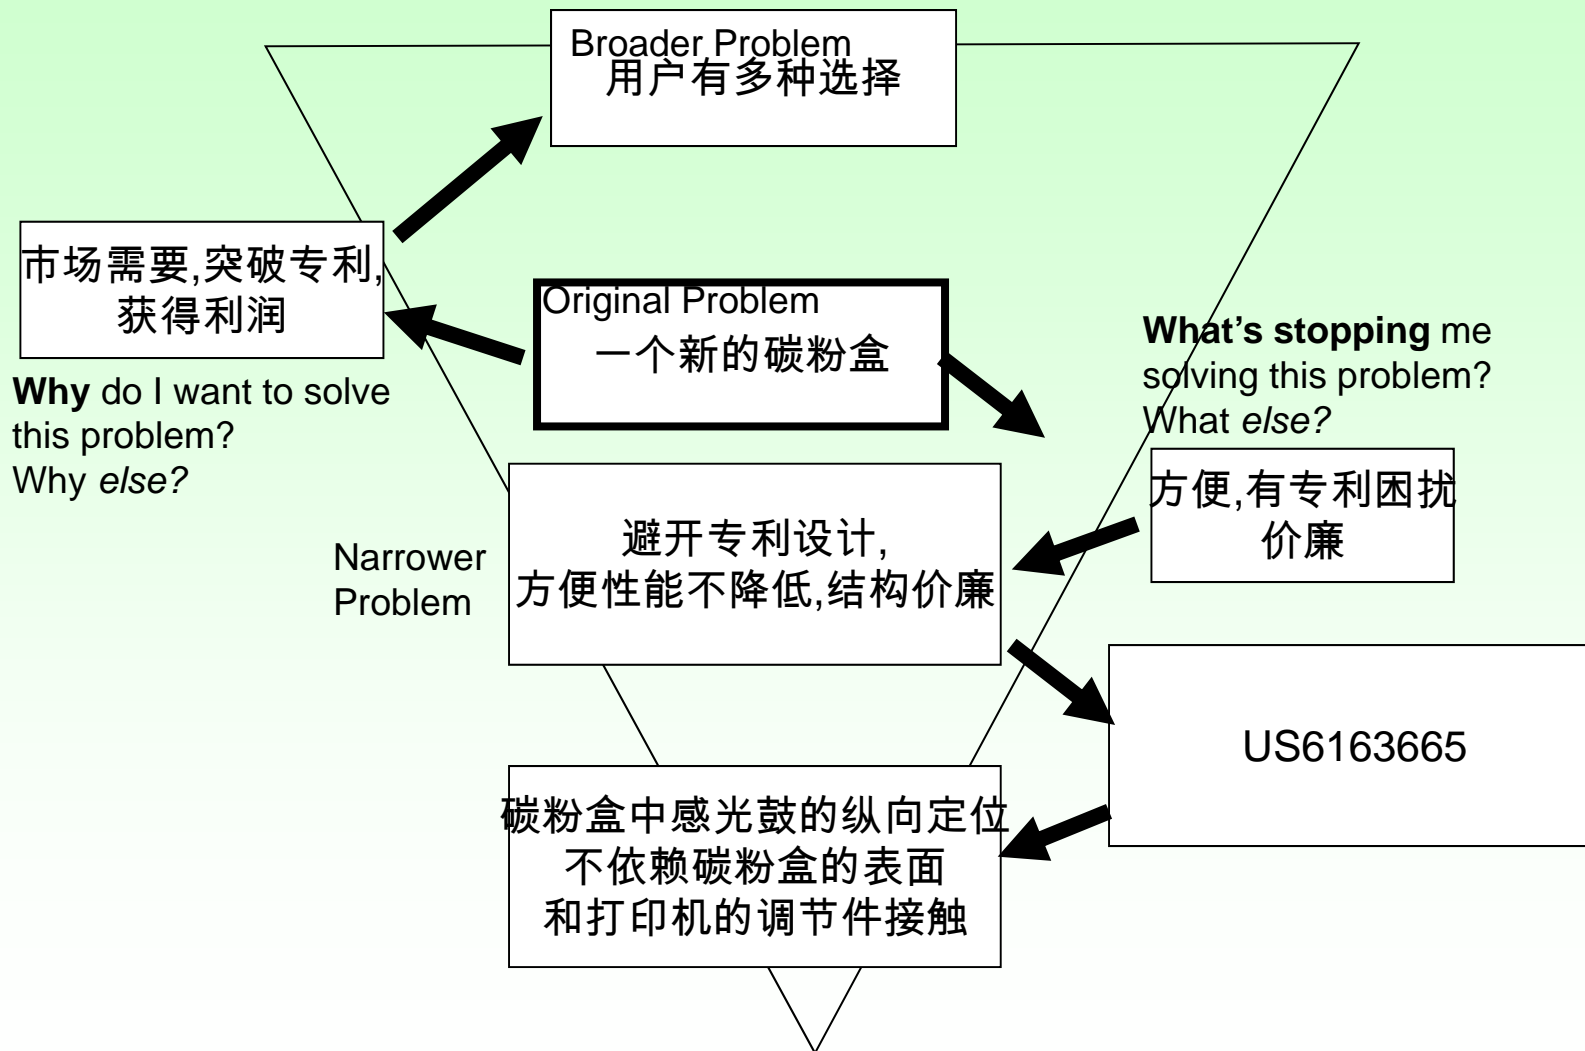 Broader Problem
用户有多种选择
市场需要,突破专利,
获得利润
Why do I want to solve
this problem?
Why else?
Original Problem
一个新的碳粉盒
What’s stopping me
solving this problem?
What else?
方便,有专利困扰
价廉
Narrower
Problem
避开专利设计,
方便性能不降低,结构价廉
US6163665
碳粉盒中感光鼓的纵向定位
不依赖碳粉盒的表面
和打印机的调节件接触